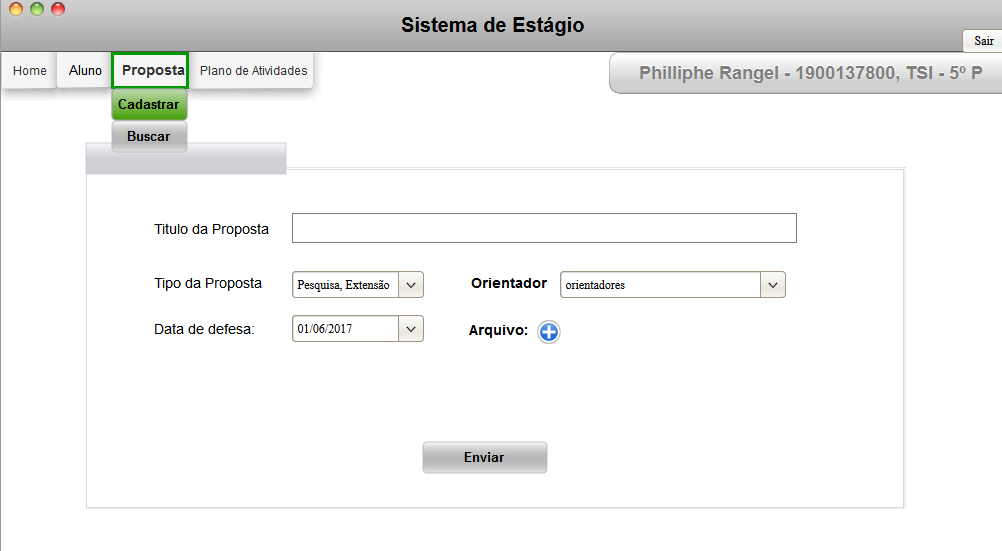 Sistema de Estágio
Sair
Home Aluno Proposta Plano de Atividades
Philliphe Rangel - 1900137800, TSI - 5º P
Cadastrar
Buscar
Titulo da Proposta
Tipo da Proposta Pesquisa, Extensão Orientador orientadores
Data de defesa: 01/06/2017 Arquivo:
Enviar